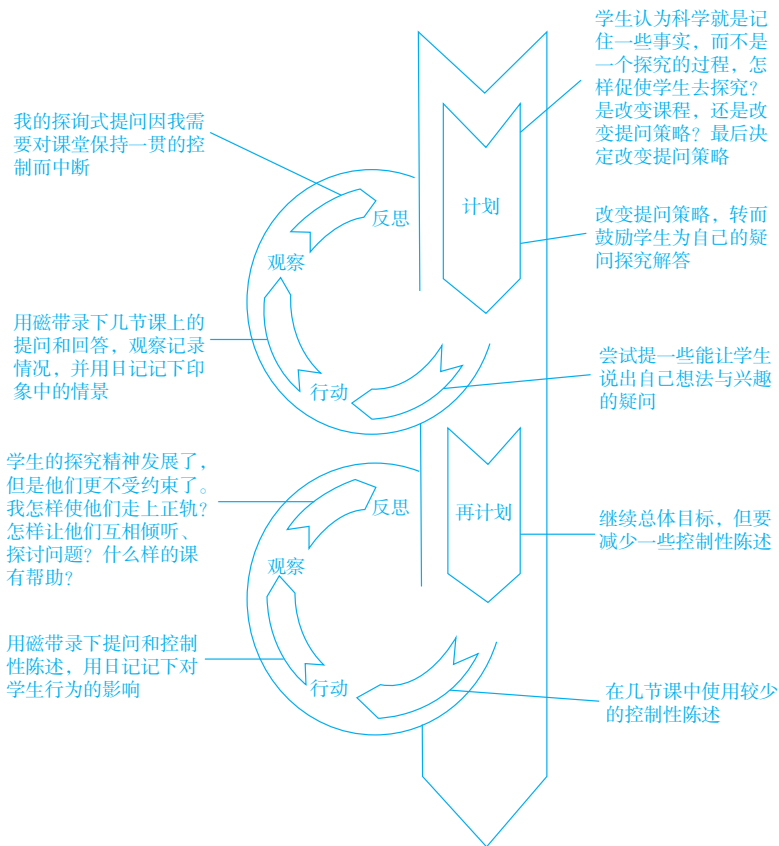 学生认为科学就是记
住一些事实，而不是
一个探究的过程，怎
样促使学生去探究？
是改变课程，还是改
变提问策略？最后决
定改变提问策略
我的探询式提问因我需
要对课堂保持一贯的控
制而中断
计划
反思
改变提问策略，转而
鼓励学生为自己的疑
问探究解答
观察
用磁带录下几节课上的
提问和回答，观察记录
情况，并用日记记下印
象中的情景
行动
尝试提一些能让学生
说出自己想法与兴趣
的疑问
学生的探究精神发展了，
但是他们更不受约束了。
我怎样使他们走上正轨？
怎样让他们互相倾听、
探讨问题？什么样的课
有帮助？
反思
再计划
继续总体目标，但要
减少一些控制性陈述
观察
用磁带录下提问和控制
性陈述，用日记记下对
学生行为的影响
行动
在几节课中使用较少
的控制性陈述